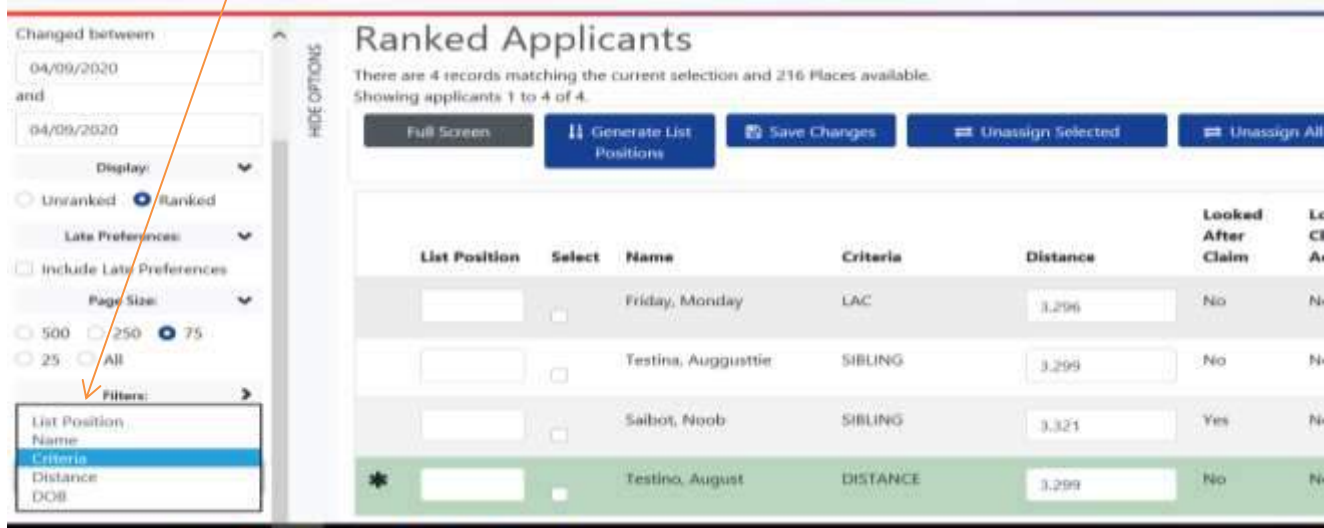 Changed between
04/09/2020
and
04/09/2020
Display:
Unranked Ranked
Late Preferences:
Include Late Preferences
Page Size:
500 250 75
25 All
Filters:
List Position
Name
Criteria
Distance
DOB
HIDE OPTIONS
Ranked Applicants
There are 4 records matching the current selection and 216 Places available.
Showing applicants 1 to 4 of 4.
Full Screen
Generate List
Positions
Save Changes
Unassign Selected
Unassign All
List Position Select Name Criteria Distance Looked After Claim
Friday, Monday LAC 3.296 No
Testina, Auggusttie SIBLING 3.299 No
Saibot, Noob SIBLING 3.321 Yes
Testino, August DISTANCE 3.299 No